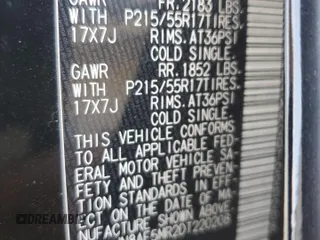 GAWR FR. 2183 LBS.
WITH P215/55R17TIRES.
17X7J RIMS. AT36PSI
COLD SINGLE.
GAWR RR. 1852 LBS.
WITH P215/55R17TIRES.
17X7J RIMS. AT36PSI
COLD SINGLE.
THIS VEHICLE CONFORMS
TO ALL APPLICABLE FED-
ERAL MOTOR VEHICLE SA-
FETY AND THEFT PREVEN-
TION STANDARDS IN EFF-
ECT ON THE DATE OF MA-
NUFACTURE SHOWN ABOVE.